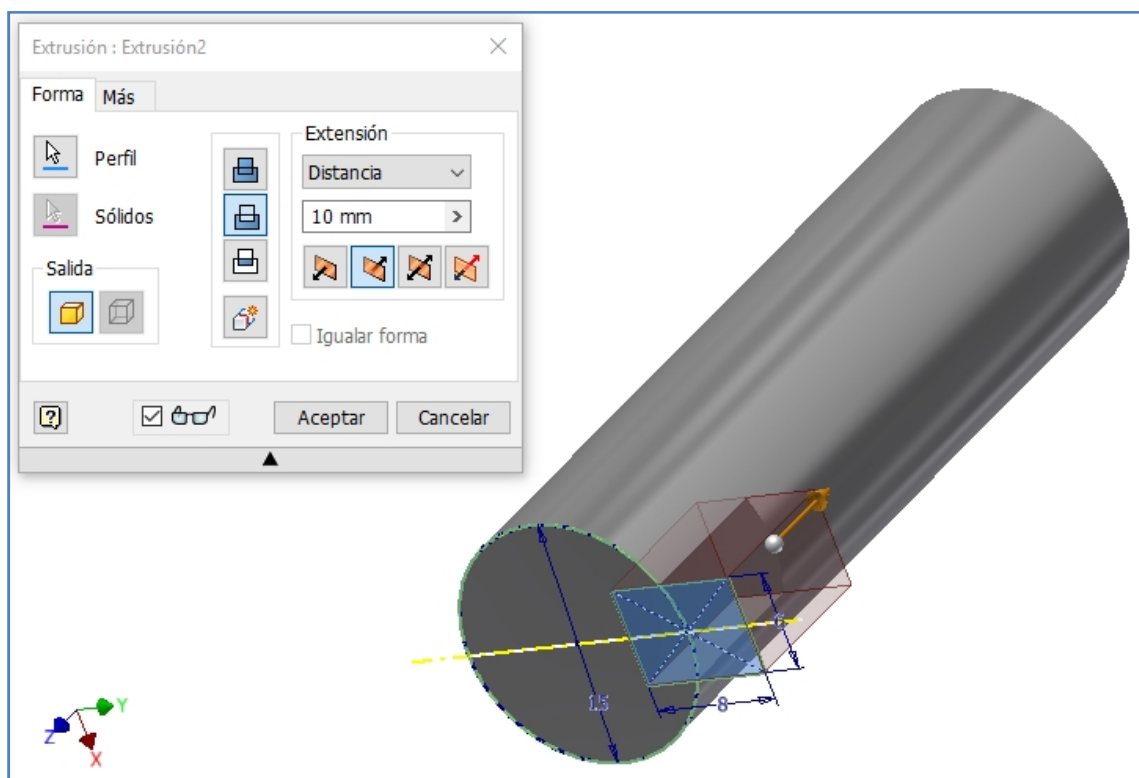 Extrusión : Extrusión2
Forma Más
Extensión
Perfil
Distancia
Sólidos
10 mm
Salida
Igualar forma
Aceptar Cancelar
6
15
8
Y
Z
X